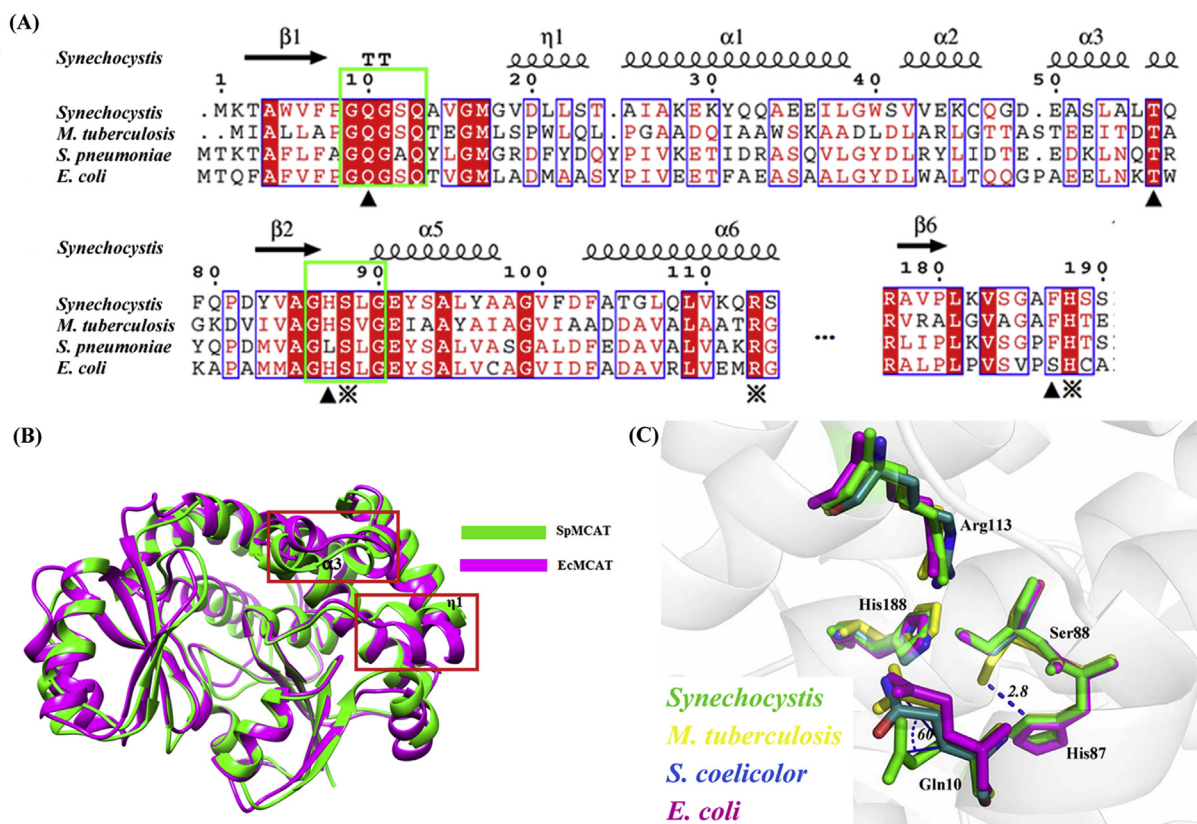 (A)
Synechocystis β1 TT η1 α1 α2 α3
1 10 20 30 40 50
Synechocystis .MKTAWVFPGQGSQAVGMGVDLLST.AIAKEKYQQAEEILGWSVVEKCQGD.EASLALTQ
M. tuberculosis ..MIALLAPGQGSQTEGMLSPWLQL.PGAADQIAAWSKAADLDLARLGTTASTEEITDTA
S. pneumoniae MTKTAFLFAGQGAQYLGMGRDFYDQYPIVKETIDRASQVLGYDLRYLIDTE.EDKLNQTR
E. coli MTQFAFVFPGQGSQTVGMLADMAASYPIVEETFAEASAALGYDLWALTQQGPAEELNKTW
Synechocystis β2 α5 α6 β6
80 90 100 110 180 190
Synechocystis FQPDYVAGHSLGEYSALYAAGVFDFATGLQLVKQRS RAVPLKVSGAFHSS
M. tuberculosis GKDVIVAGHSVGEIAAYAIAGVIAADDAVALAATRG RVRALGVAGAFHTE
S. pneumoniae YQPDMVAGLSLGEYSALVASGALDFEDAVALVAKRG ... RLIPLKVSGPFHTS
E. coli KAPAMMAGHSLGEYSALVCAGVIDFADAVRLVEMRG RALPLPVSVPSHCA
(B)
SpMCAT
EcMCAT
α3
η1
(C)
Arg113
His188
Ser88
2.8
60
His87
Gln10
Synechocystis
M. tuberculosis
S. coelicolor
E. coli